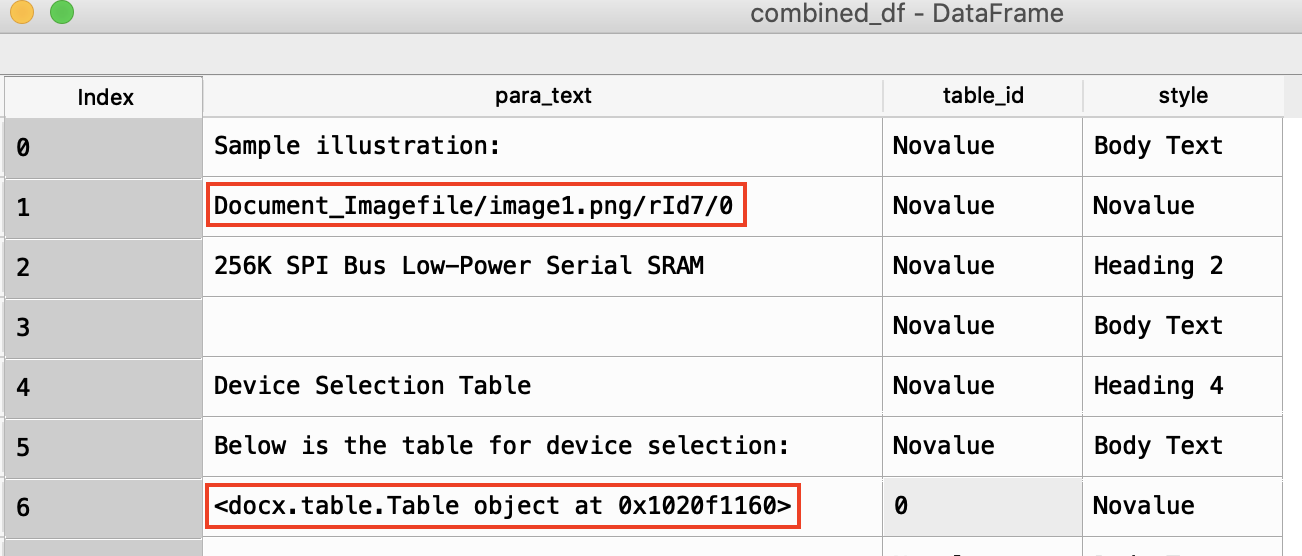 combined_df - DataFrame
Index para_text table_id style
0 Sample illustration: Novalue Body Text
1 Document_Imagefile/image1.png/rId7/0 Novalue Novalue
2 256K SPI Bus Low-Power Serial SRAM Novalue Heading 2
3 Novalue Body Text
4 Device Selection Table Novalue Heading 4
5 Below is the table for device selection: Novalue Body Text
6 <docx.table.Table object at 0x1020f1160> 0 Novalue